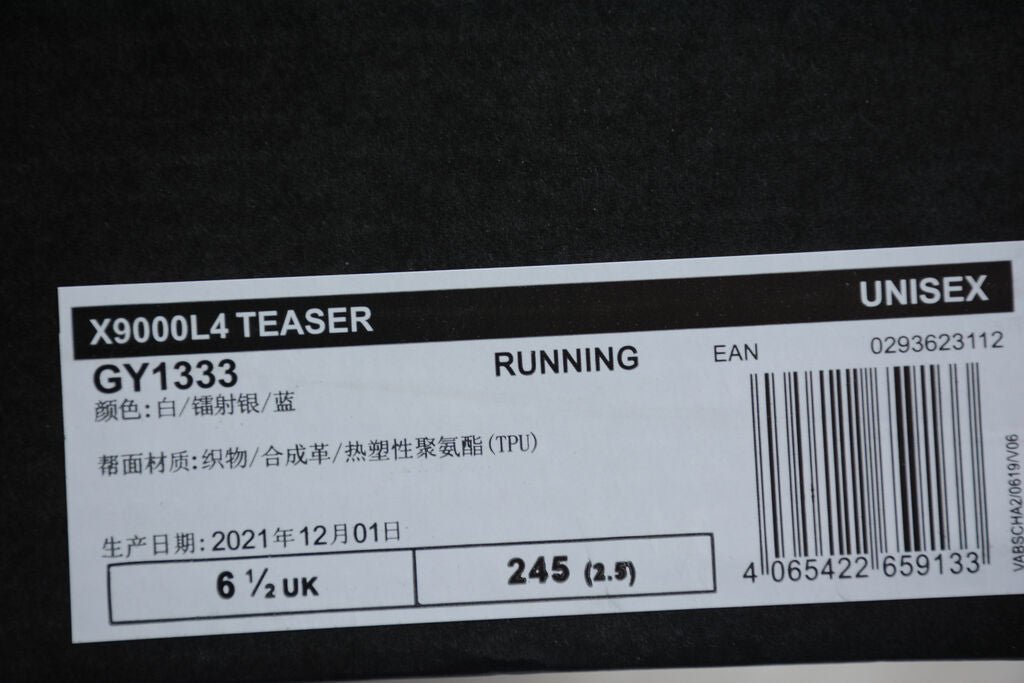 X9000L4 TEASER UNISEX
GY1333 RUNNING EAN 0293623112
颜色:白/镭射银/蓝
帮面材质:织物/合成革/热塑性聚氨酯(TPU)
生产日期:2021年12月01日
6 ½ UK 245 (2.5)
4 065422 659133
VABSCHA2/0619/V06